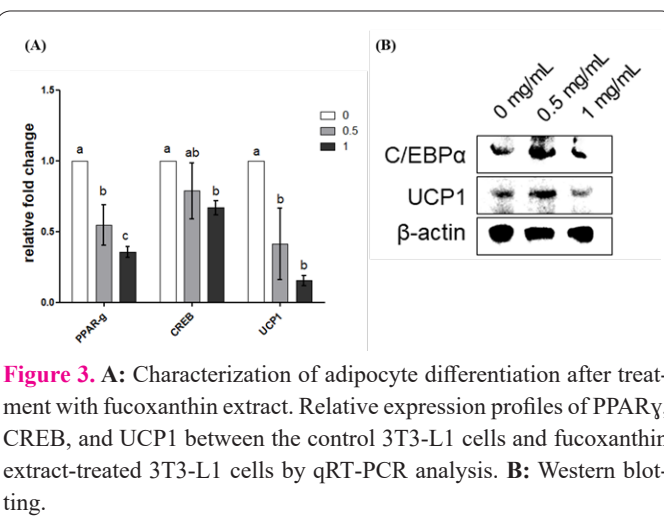 (A)
(B)
1.5
1.0
0.5
0.0
relative fold change
a
b
c
a
ab
b
a
b
b
0
0.5
1
PPAR-g
CREB
UCP1
0 mg/mL
0.5 mg/mL
1 mg/mL
C/EBPα
UCP1
β-actin
Figure 3. A: Characterization of adipocyte differentiation after treat-
ment with fucoxanthin extract. Relative expression profiles of PPARɣ,
CREB, and UCP1 between the control 3T3-L1 cells and fucoxanthin
extract-treated 3T3-L1 cells by qRT-PCR analysis. B: Western blot-
ting.